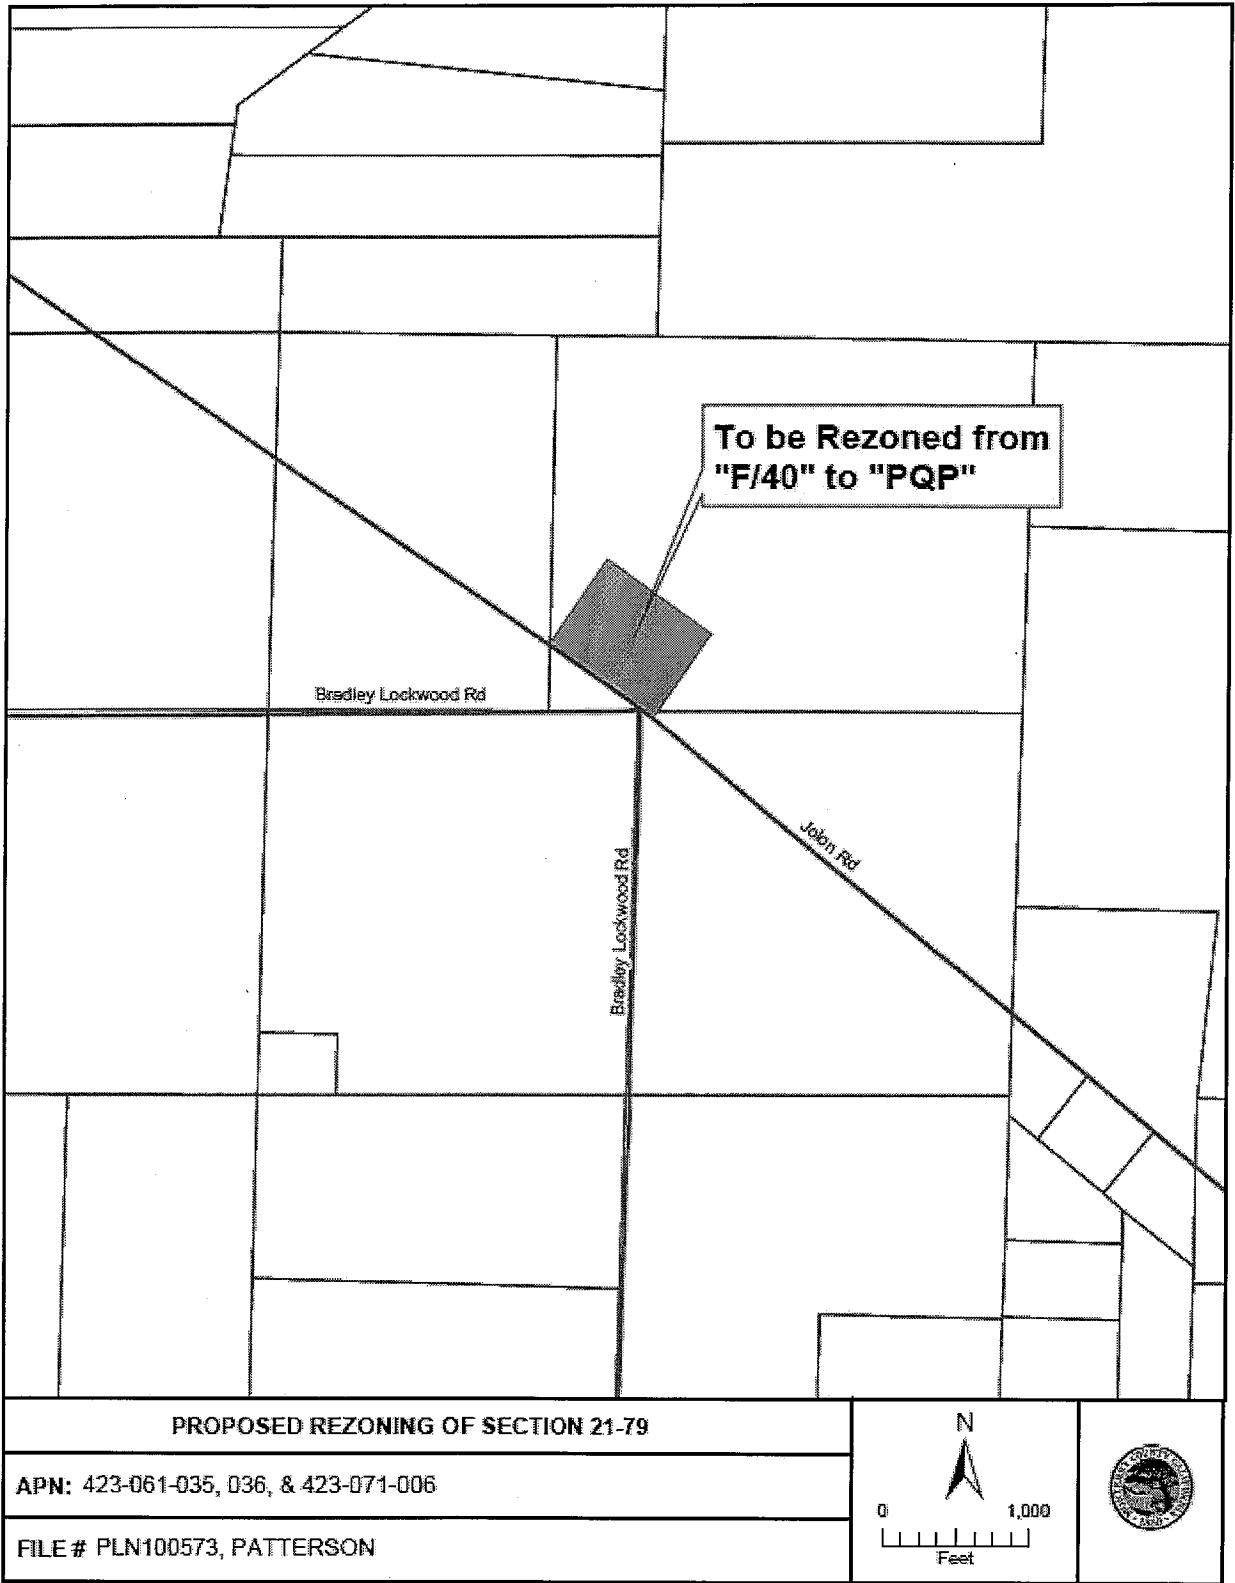 To be Rezoned from
"F/40" to "PQP"
Bradley Lockwood Rd
Jolon Rd
Bradley Lockwood Rd
PROPOSED REZONING OF SECTION 21-79
APN: 423-061-035, 036, & 423-071-006
FILE # PLN100573, PATTERSON
N
0 1,000
Feet